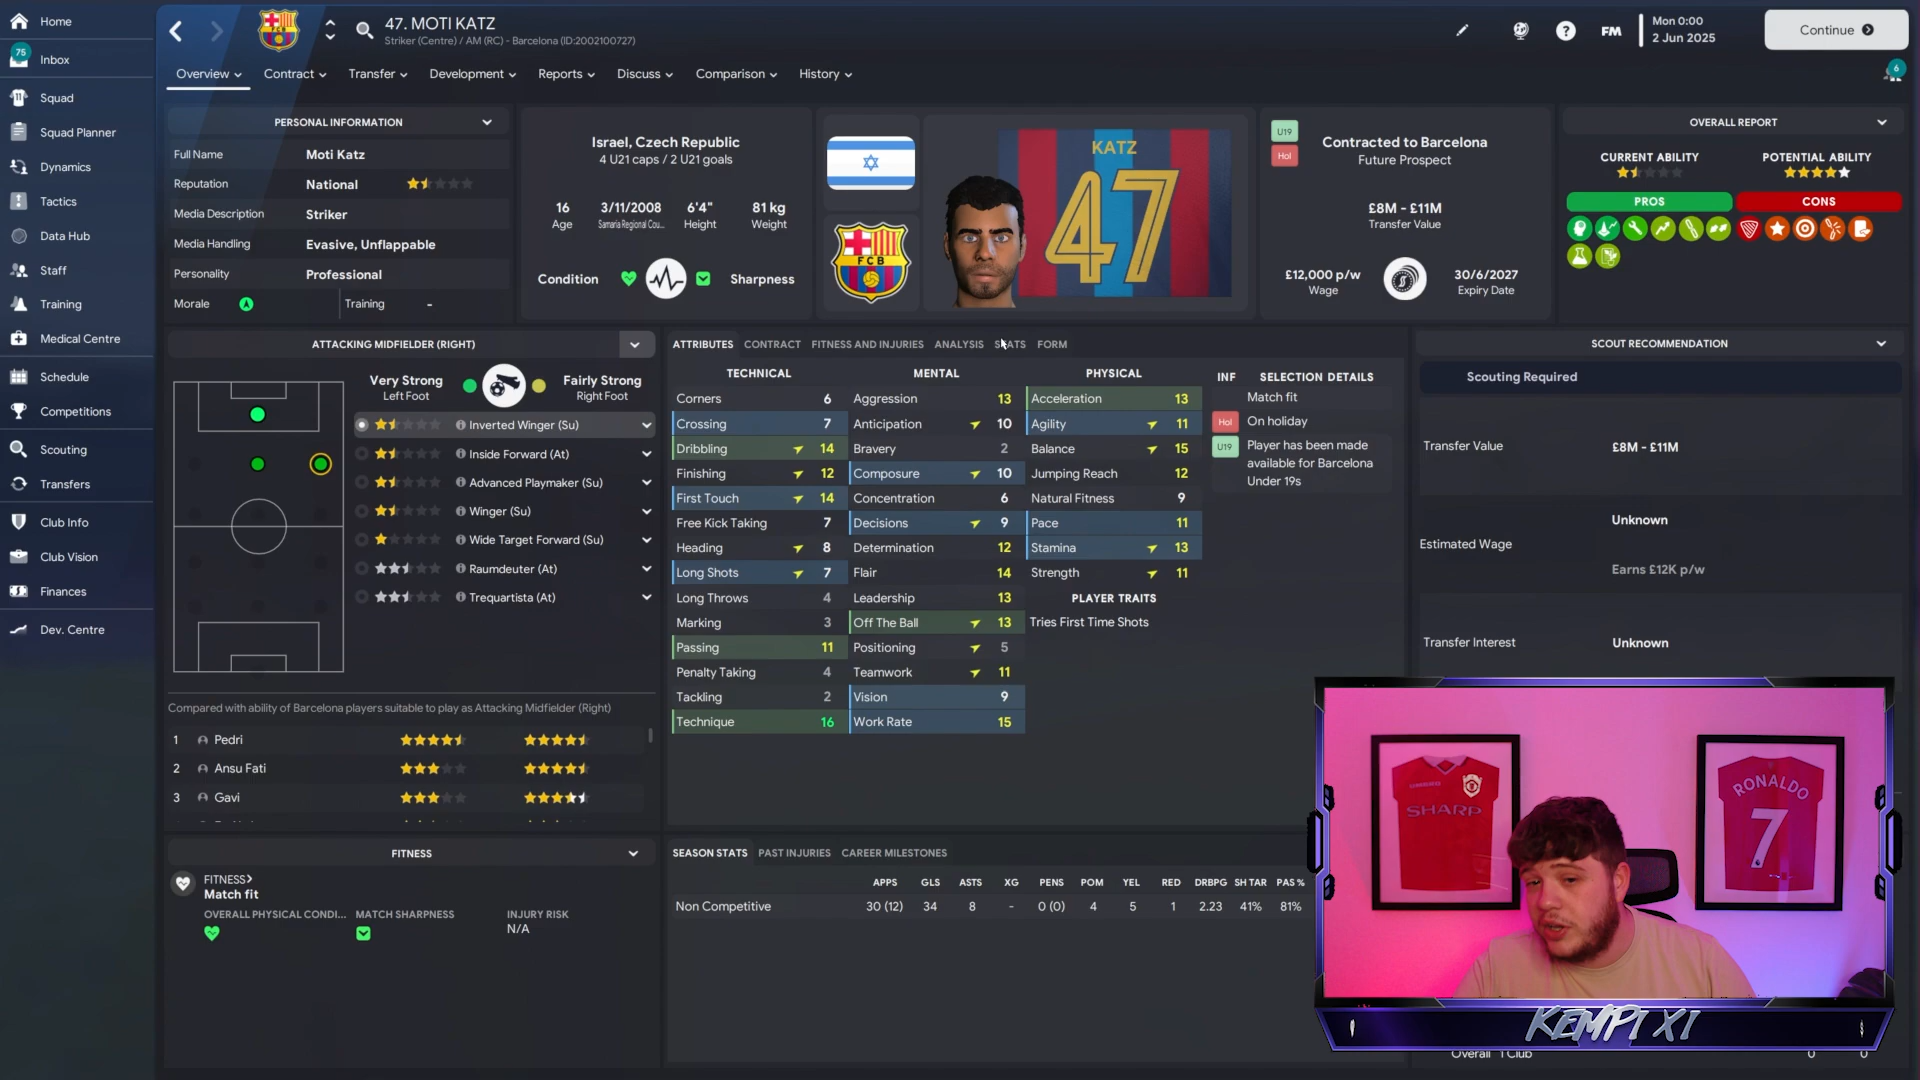 Home
75
Inbox
Squad
Squad Planner
Dynamics
Tactics
Data Hub
Staff
Training
Medical Centre
Schedule
Competitions
Scouting
Transfers
Club Info
Club Vision
Finances
Dev. Centre
47. MOTI KATZ
Striker (Centre) / AM (RC) - Barcelona (ID:2002100727)
FM
Mon 0:00
2 Jun 2025
Continue
Overview
Contract
Transfer
Development
Reports
Discuss
Comparison
History
6
PERSONAL INFORMATION
Full Name Moti Katz
Reputation National
Media Description Striker
Media Handling Evasive, Unflappable
Personality Professional
Morale
Training -
Israel, Czech Republic
4 U21 caps / 2 U21 goals
16 3/11/2008 6'4" 81 kg
Age Samaria Regional Cou... Height Weight
Condition Sharpness
FCB
KATZ
47
U19
Hol
Contracted to Barcelona
Future Prospect
£8M - £11M
Transfer Value
£12,000 p/w
Wage
30/6/2027
Expiry Date
OVERALL REPORT
CURRENT ABILITY POTENTIAL ABILITY
PROS CONS
ATTACKING MIDFIELDER (RIGHT)
Very Strong
Left Foot
Fairly Strong
Right Foot
Inverted Winger (Su)
Inside Forward (At)
Advanced Playmaker (Su)
Winger (Su)
Wide Target Forward (Su)
Raumdeuter (At)
Trequartista (At)
Compared with ability of Barcelona players suitable to play as Attacking Midfielder (Right)
1 Pedri
2 Ansu Fati
3 Gavi
ATTRIBUTES CONTRACT FITNESS AND INJURIES ANALYSIS STATS FORM
TECHNICAL
Corners 6
Crossing 7
Dribbling 14
Finishing 12
First Touch 14
Free Kick Taking 7
Heading 8
Long Shots 7
Long Throws 4
Marking 3
Passing 11
Penalty Taking 4
Tackling 2
Technique 16
MENTAL
Aggression 13
Anticipation 10
Bravery 2
Composure 10
Concentration 6
Decisions 9
Determination 12
Flair 14
Leadership 13
Off The Ball 13
Positioning 5
Teamwork 11
Vision 9
Work Rate 15
PHYSICAL
Acceleration 13
Agility 11
Balance 15
Jumping Reach 12
Natural Fitness 9
Pace 11
Stamina 13
Strength 11
PLAYER TRAITS
Tries First Time Shots
INF SELECTION DETAILS
Match fit
Hol On holiday
U19 Player has been made
available for Barcelona
Under 19s
SCOUT RECOMMENDATION
Scouting Required
Transfer Value £8M - £11M
Estimated Wage Unknown
Earns £12K p/w
Transfer Interest Unknown
FITNESS
FITNESS>
Match fit
OVERALL PHYSICAL CONDI... MATCH SHARPNESS INJURY RISK
N/A
SEASON STATS PAST INJURIES CAREER MILESTONES
APPS GLS ASTS XG PENS POM YEL RED DRBPG SH TAR PAS %
Non Competitive 30 (12) 34 8 - 0 (0) 4 5 1 2.23 41% 81%
SHARP
RONALDO
7
KEMPI XI
Overall 1 Club 0 0